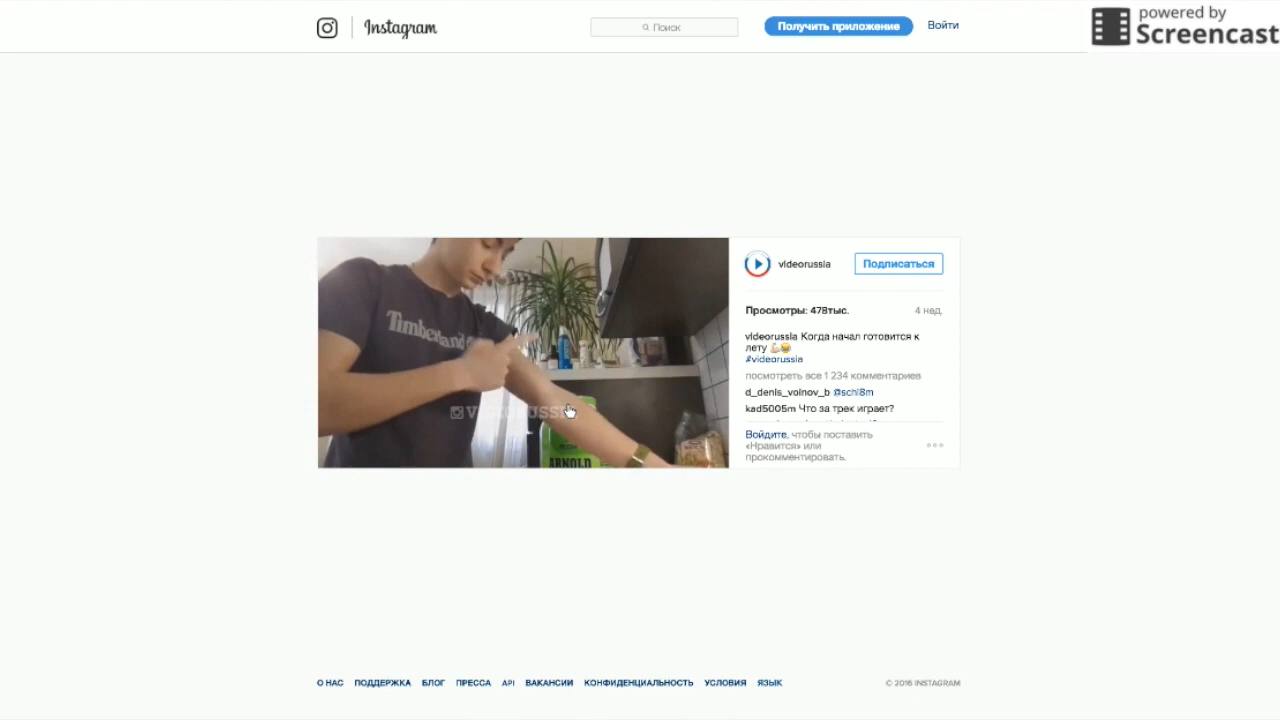 Instagram
Поиск
Получить приложение
Войти
powered by
Screencast
Timberland
ARNOLD
videorussia
Подписаться
Просмотры: 478тыс.
4 нед.
videorussia Когда начал готовится к
лету 💪😂
#videorussia
посмотреть все 1 234 комментариев
d_denis_voinov_b @schl8m
kad5005m Что за трек играет?
Войдите, чтобы поставить
«Нравится» или
прокомментировать.
О НАС ПОДДЕРЖКА БЛОГ ПРЕССА API ВАКАНСИИ КОНФИДЕНЦИАЛЬНОСТЬ УСЛОВИЯ ЯЗЫК
© 2016 INSTAGRAM